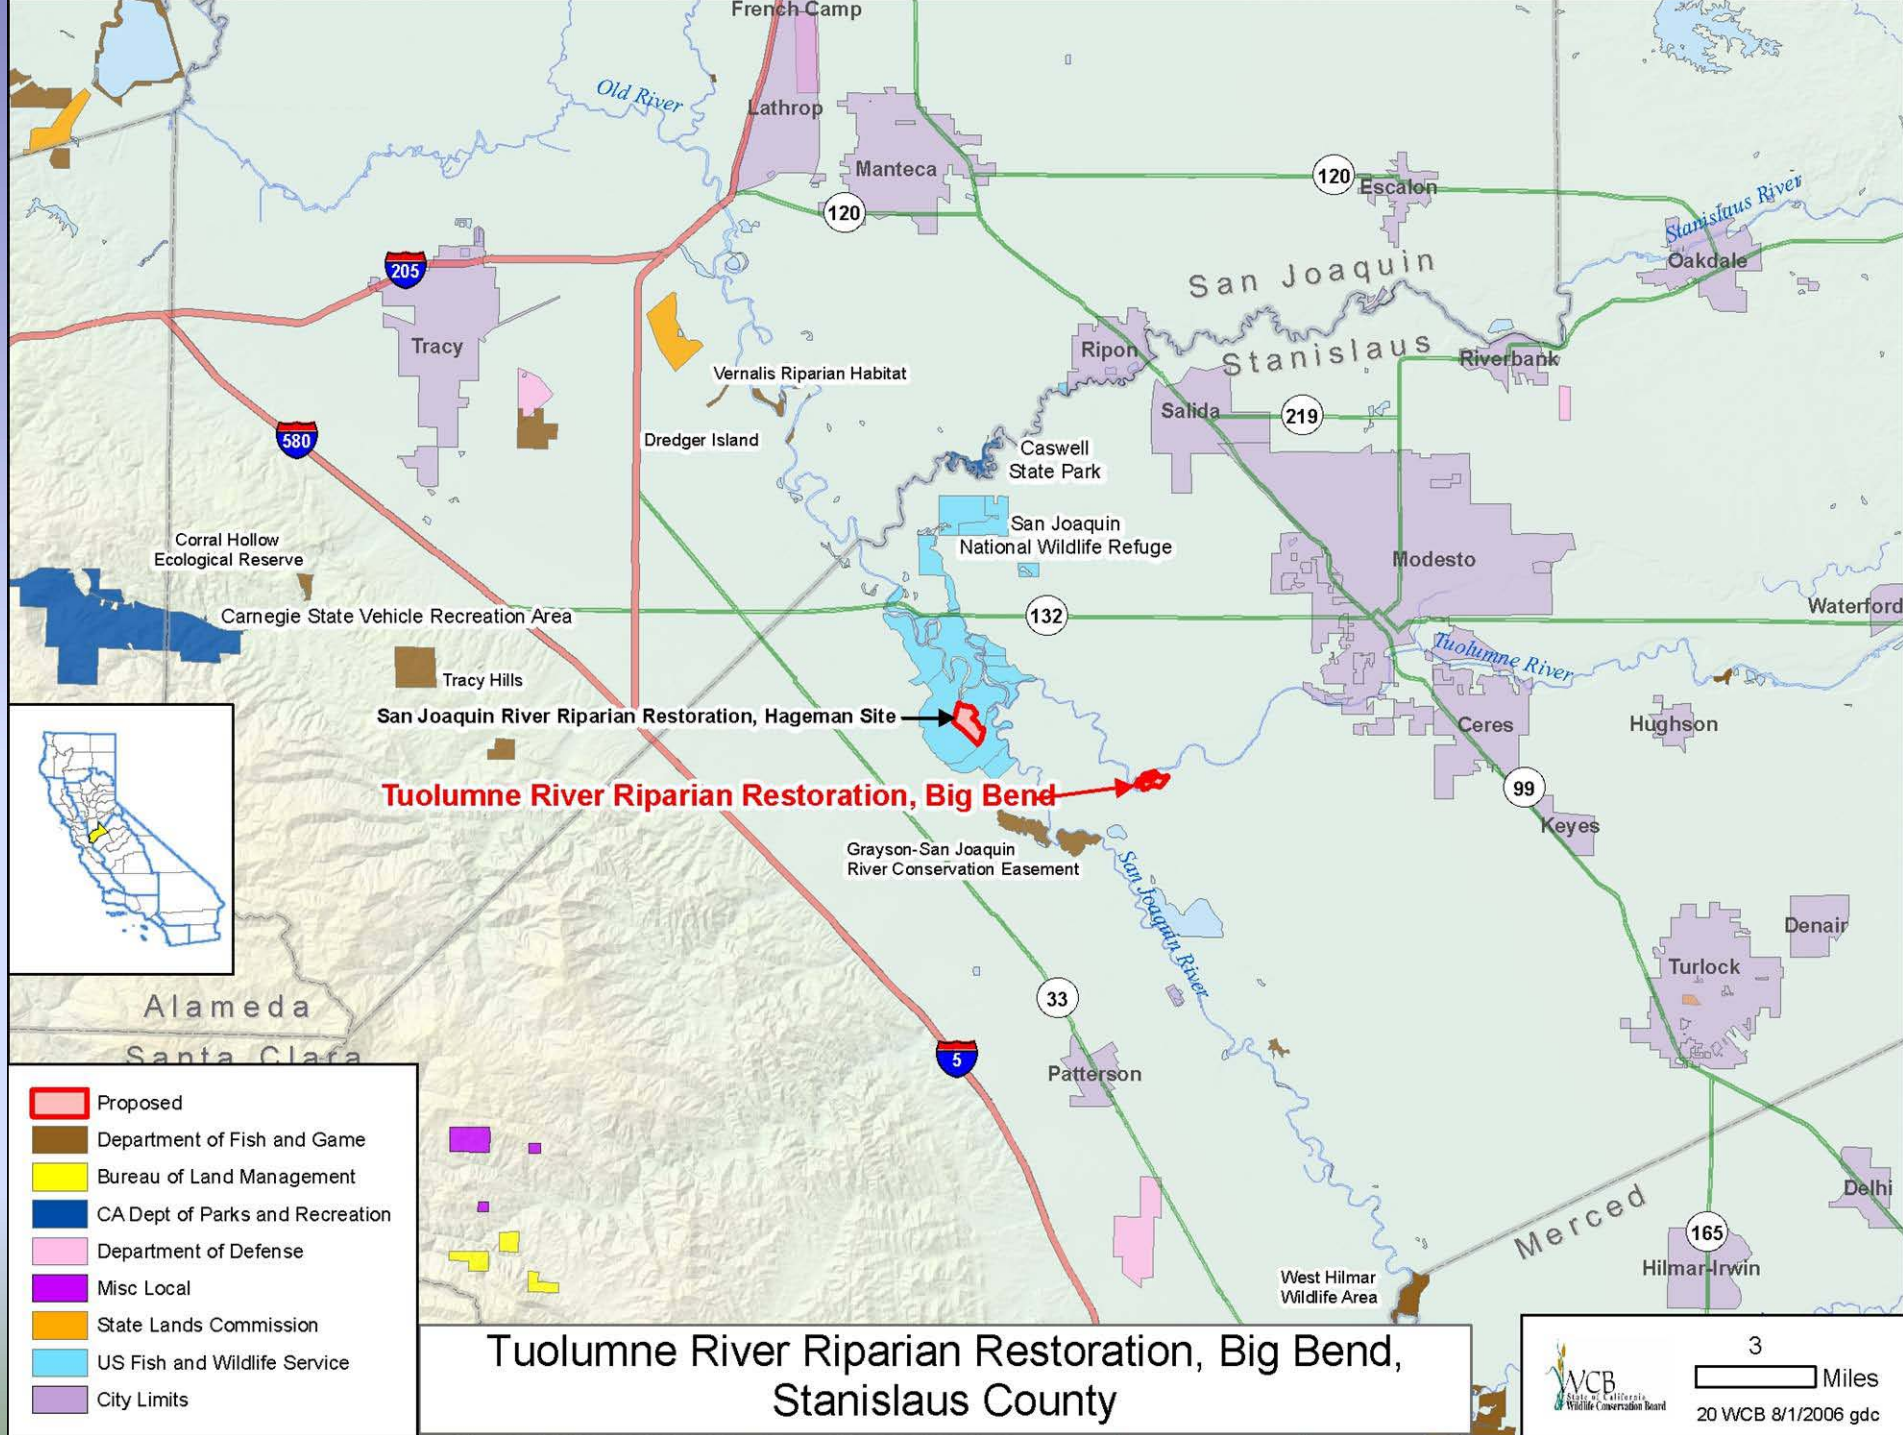 French Camp
Old River
Lathrop
Manteca
120
Escalon
120
Stanislaus River
Oakdale
205
San Joaquin
Tracy
Ripon
Stanislaus
Riverbank
Vernalis Riparian Habitat
Salida
219
580
Dredger Island
Caswell
State Park
San Joaquin
National Wildlife Refuge
Corral Hollow
Ecological Reserve
Modesto
Carnegie State Vehicle Recreation Area
132
Waterford
Tuolumne River
Tracy Hills
San Joaquin River Riparian Restoration, Hageman Site
Ceres
Hughson
Tuolumne River Riparian Restoration, Big Bend
99
Keyes
Grayson-San Joaquin
River Conservation Easement
San Joaquin River
Denair
Turlock
33
Alameda
Santa Clara
5
Patterson
Proposed
Department of Fish and Game
Bureau of Land Management
CA Dept of Parks and Recreation
Department of Defense
Misc Local
State Lands Commission
US Fish and Wildlife Service
City Limits
Delhi
Merced
165
Hilmar-Irwin
West Hilmar
Wildlife Area
Tuolumne River Riparian Restoration, Big Bend,
Stanislaus County
WCB
State of California
Wildlife Conservation Board
3
Miles
20 WCB 8/1/2006 gdc